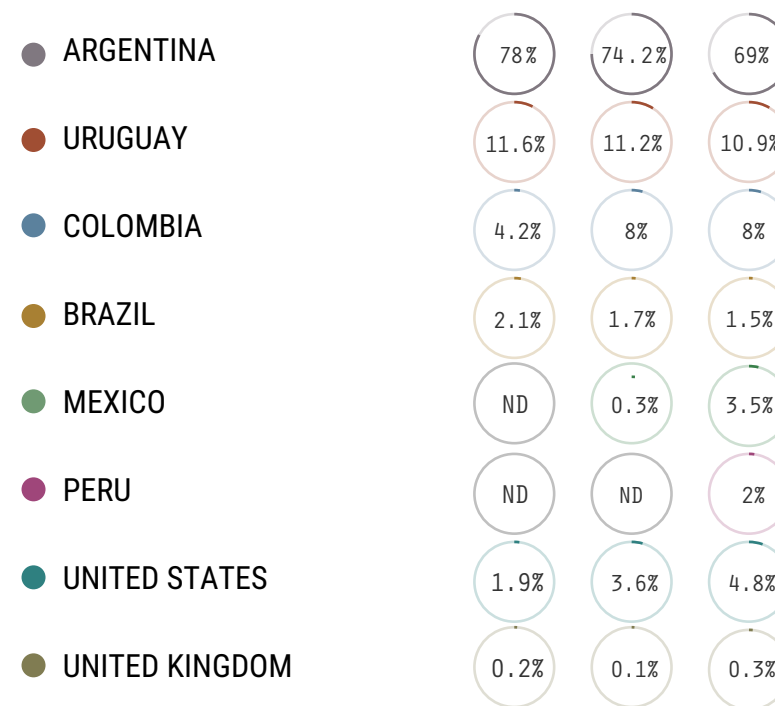 ARGENTINA 78% 74.2% 69%
URUGUAY 11.6% 11.2% 10.9%
COLOMBIA 4.2% 8% 8%
BRAZIL 2.1% 1.7% 1.5%
MEXICO ND 0.3% 3.5%
PERU ND ND 2%
UNITED STATES 1.9% 3.6% 4.8%
UNITED KINGDOM 0.2% 0.1% 0.3%